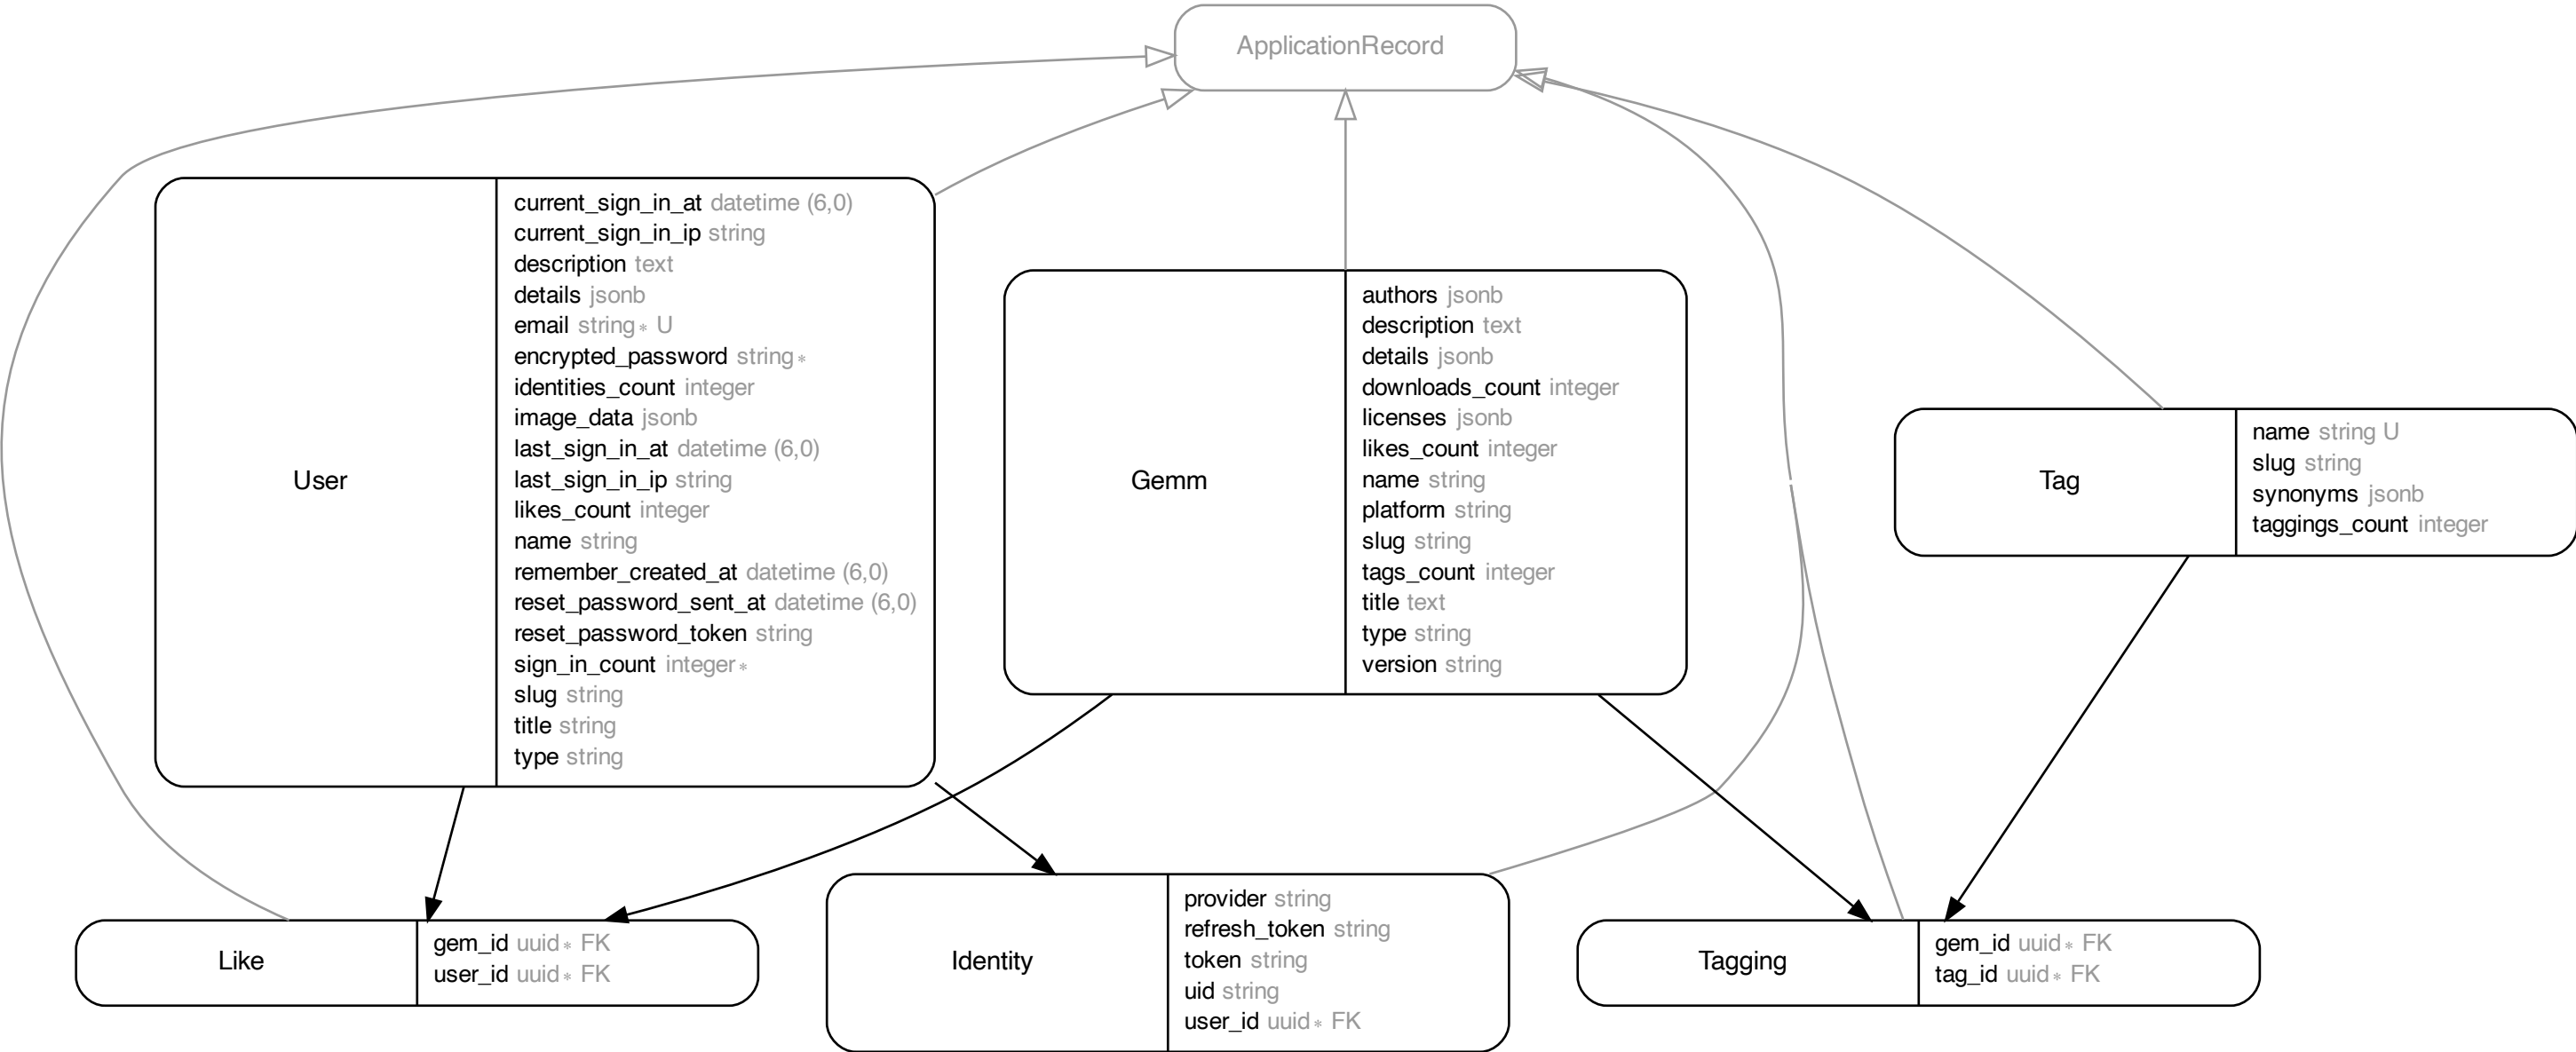 ApplicationRecord
User
current_sign_in_at datetime (6,0)
current_sign_in_ip string
description text
details jsonb
email string∗ U
encrypted_password string∗
identities_count integer
image_data jsonb
last_sign_in_at datetime (6,0)
last_sign_in_ip string
likes_count integer
name string
remember_created_at datetime (6,0)
reset_password_sent_at datetime (6,0)
reset_password_token string
sign_in_count integer∗
slug string
title string
type string
Gemm
authors jsonb
description text
details jsonb
downloads_count integer
licenses jsonb
likes_count integer
name string
platform string
slug string
tags_count integer
title text
type string
version string
Tag
name string U
slug string
synonyms jsonb
taggings_count integer
Like
gem_id uuid∗ FK
user_id uuid∗ FK
Identity
provider string
refresh_token string
token string
uid string
user_id uuid∗ FK
Tagging
gem_id uuid∗ FK
tag_id uuid∗ FK